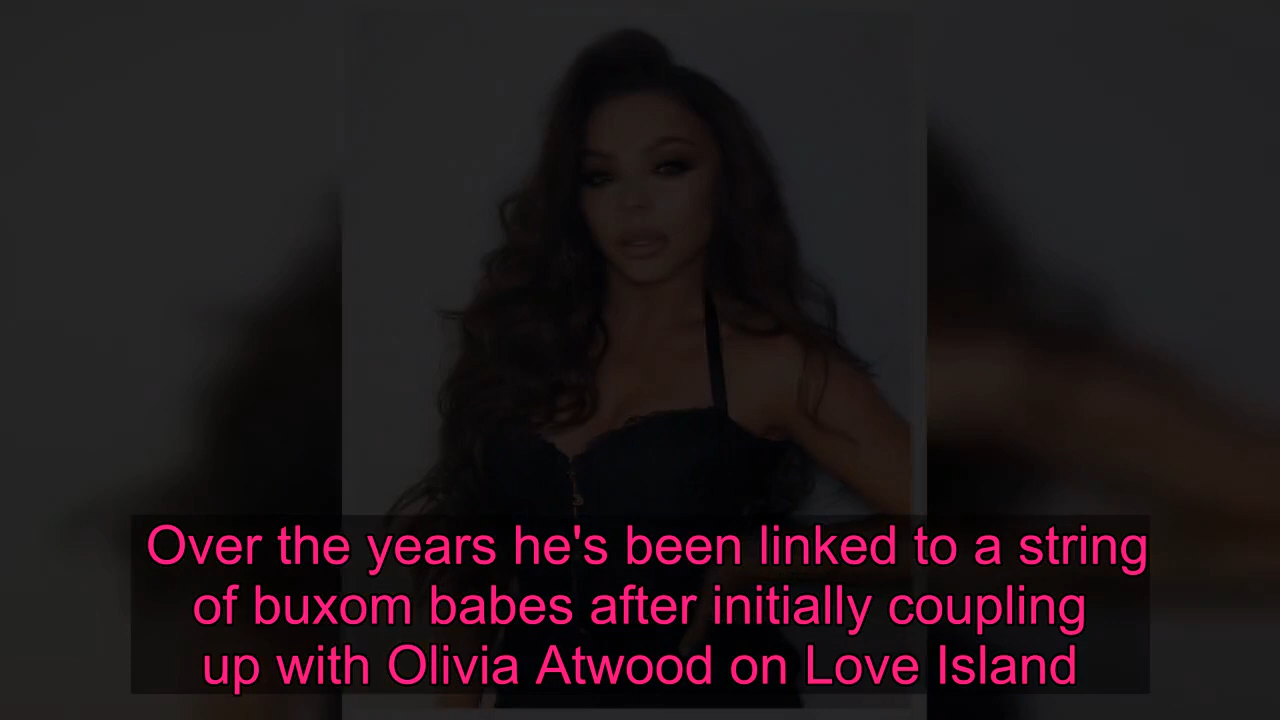 Over the years he's been linked to a string
of buxom babes after initially coupling
up with Olivia Atwood on Love Island